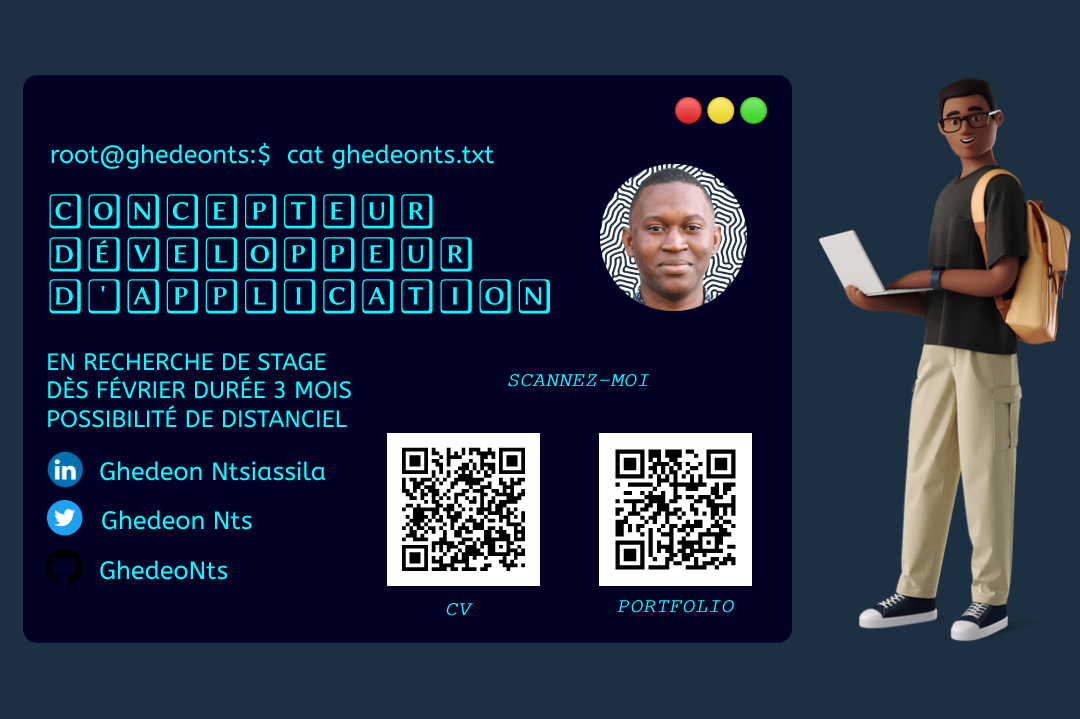 root@ghedeonts:$ cat ghedeonts.txt
CONCEPTEUR
DÉVELOPPEUR
D'APPLICATION
EN RECHERCHE DE STAGE
DÈS FÉVRIER DURÉE 3 MOIS
POSSIBILITÉ DE DISTANCIEL
SCANNEZ-MOI
in Ghedeon Ntsiassila
Ghedeon Nts
GhedeoNts
CV
PORTFOLIO